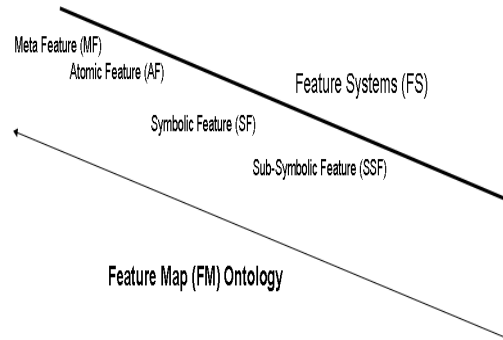 Meta Feature (MF)
Atomic Feature (AF)
Feature Systems (FS)
Symbolic Feature (SF)
Sub-Symbolic Feature (SSF)
Feature Map (FM) Ontology